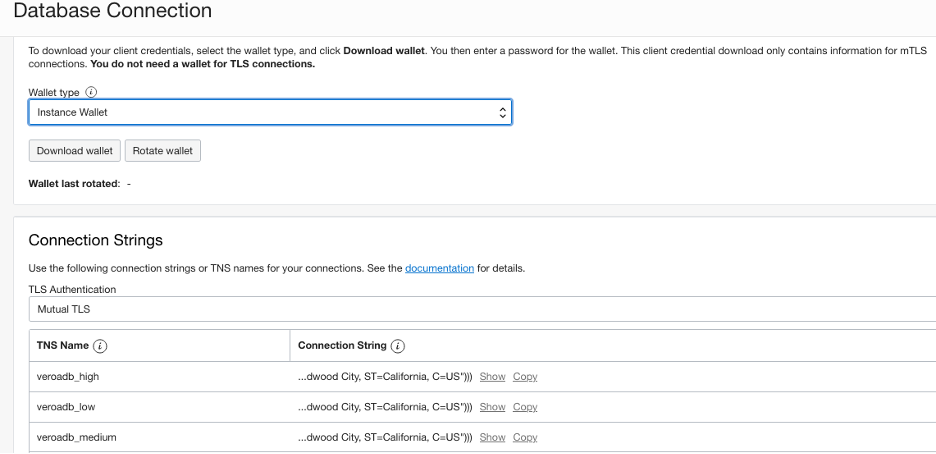 Database Connection
To download your client credentials, select the wallet type, and click Download wallet. You then enter a password for the wallet. This client credential download only contains information for mTLS
connections. You do not need a wallet for TLS connections.
Wallet type i
Instance Wallet
Download wallet Rotate wallet
Wallet last rotated: -
Connection Strings
Use the following connection strings or TNS names for your connections. See the documentation for details.
TLS Authentication
Mutual TLS
TNS Name i Connection String i
veroadb_high ...dwood City, ST=California, C=US"))) Show Copy
veroadb_low ...dwood City, ST=California, C=US"))) Show Copy
veroadb_medium ...dwood City, ST=California, C=US"))) Show Copy